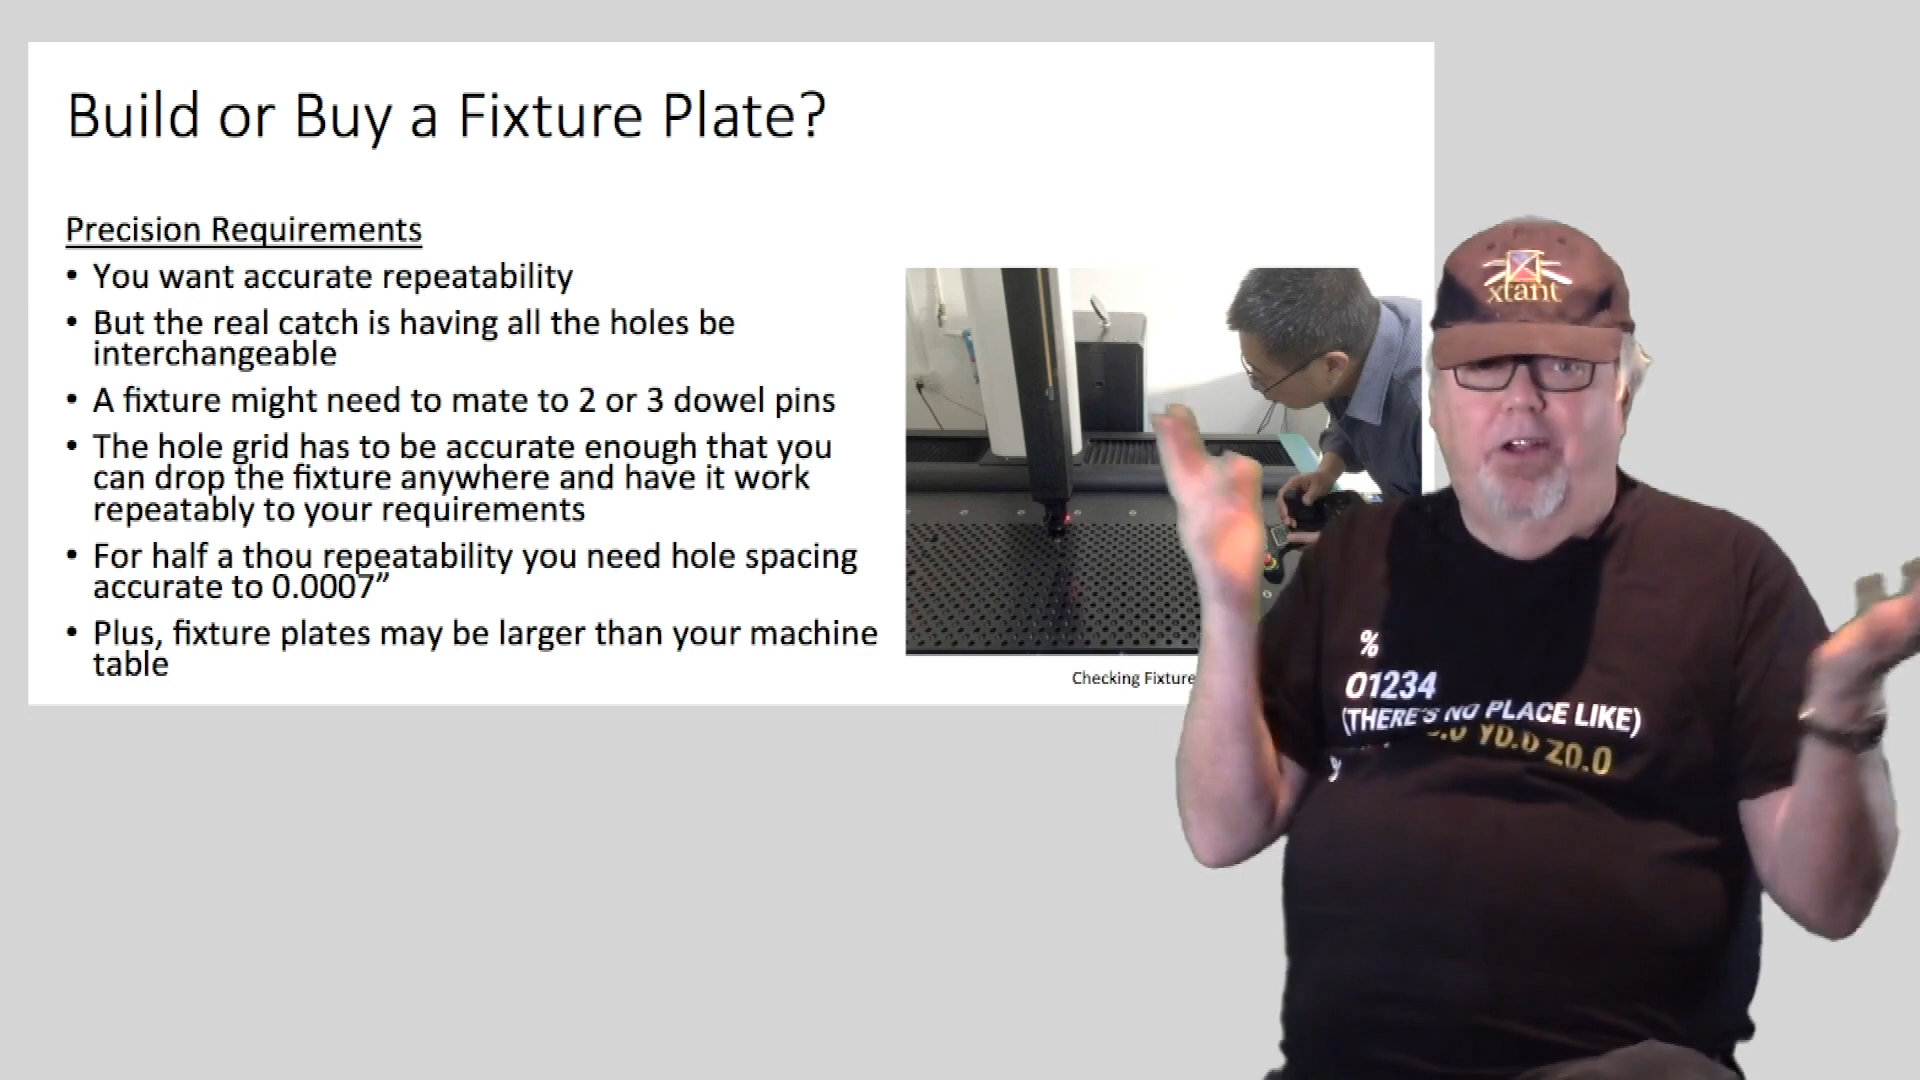 Build or Buy a Fixture Plate?
Precision Requirements
• You want accurate repeatability
• But the real catch is having all the holes be
interchangeable
• A fixture might need to mate to 2 or 3 dowel pins
• The hole grid has to be accurate enough that you
can drop the fixture anywhere and have it work
repeatably to your requirements
• For half a thou repeatability you need hole spacing
accurate to 0.0007”
• Plus, fixture plates may be larger than your machine
table
Checking Fixture
xtant
%
O1234
(THERE'S NO PLACE LIKE)
Y0.0 Z0.0